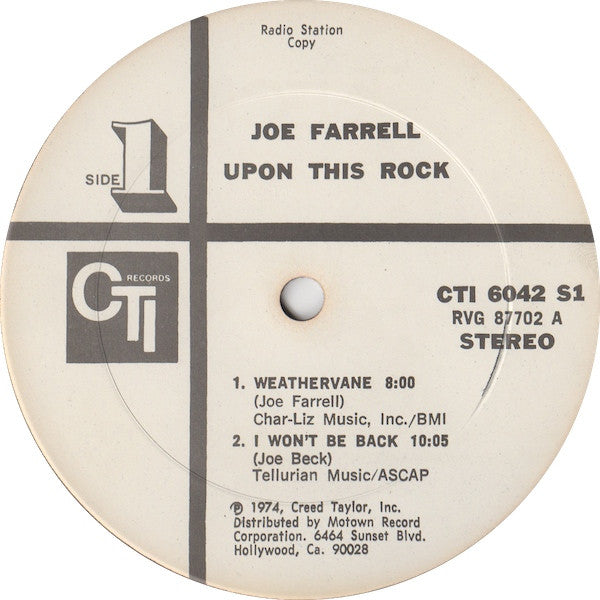 Radio Station
Copy
JOE FARRELL
UPON THIS ROCK
SIDE 1
CTI RECORDS
CTI 6042 S1
RVG 87702 A
STEREO
1. WEATHERVANE 8:00
(Joe Farrell)
Char-Liz Music, Inc./BMI
2. I WON'T BE BACK 10:05
(Joe Beck)
Tellurian Music/ASCAP
℗ 1974, Creed Taylor, Inc.
Distributed by Motown Record
Corporation. 6464 Sunset Blvd.
Hollywood, Ca. 90028